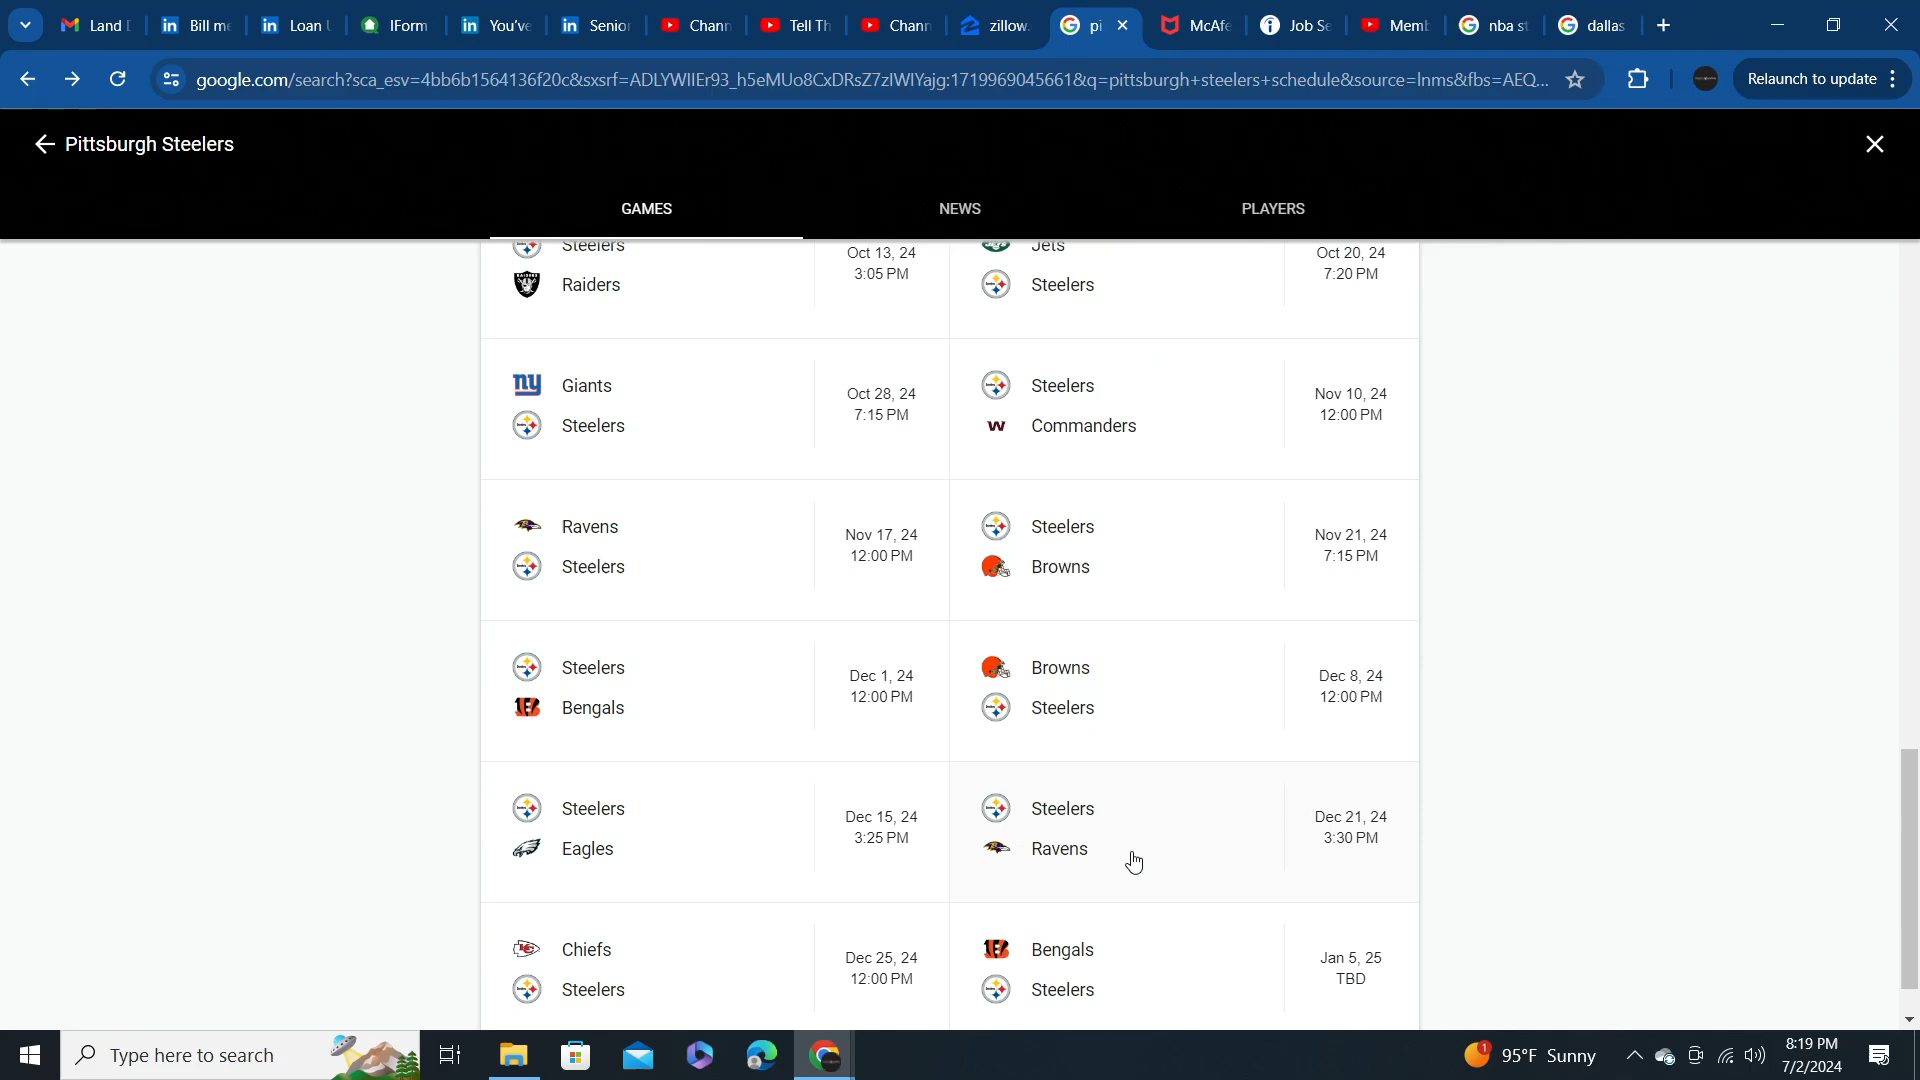 Land D
Bill me
Loan U
IForm
You've
Senior
Chann
Tell Th
Chann
zillow.
pi
McAfe
Job Se
Memb
nba st
dallas
google.com/search?sca_esv=4bb6b1564136f20c&sxsrf=ADLYWIIEr93_h5eMUo8CxDRsZ7zIWIYajg:1719969045661&q=pittsburgh+steelers+schedule&source=lnms&fbs=AEQ...
Relaunch to update
Pittsburgh Steelers
GAMES
NEWS
PLAYERS
Steelers
Raiders
Oct 13, 24
3:05 PM
Jets
Steelers
Oct 20, 24
7:20 PM
Giants
Steelers
Oct 28, 24
7:15 PM
Steelers
Commanders
Nov 10, 24
12:00 PM
Ravens
Steelers
Nov 17, 24
12:00 PM
Steelers
Browns
Nov 21, 24
7:15 PM
Steelers
Bengals
Dec 1, 24
12:00 PM
Browns
Steelers
Dec 8, 24
12:00 PM
Steelers
Eagles
Dec 15, 24
3:25 PM
Steelers
Ravens
Dec 21, 24
3:30 PM
Chiefs
Steelers
Dec 25, 24
12:00 PM
Bengals
Steelers
Jan 5, 25
TBD
Type here to search
1
95°F Sunny
8:19 PM
7/2/2024